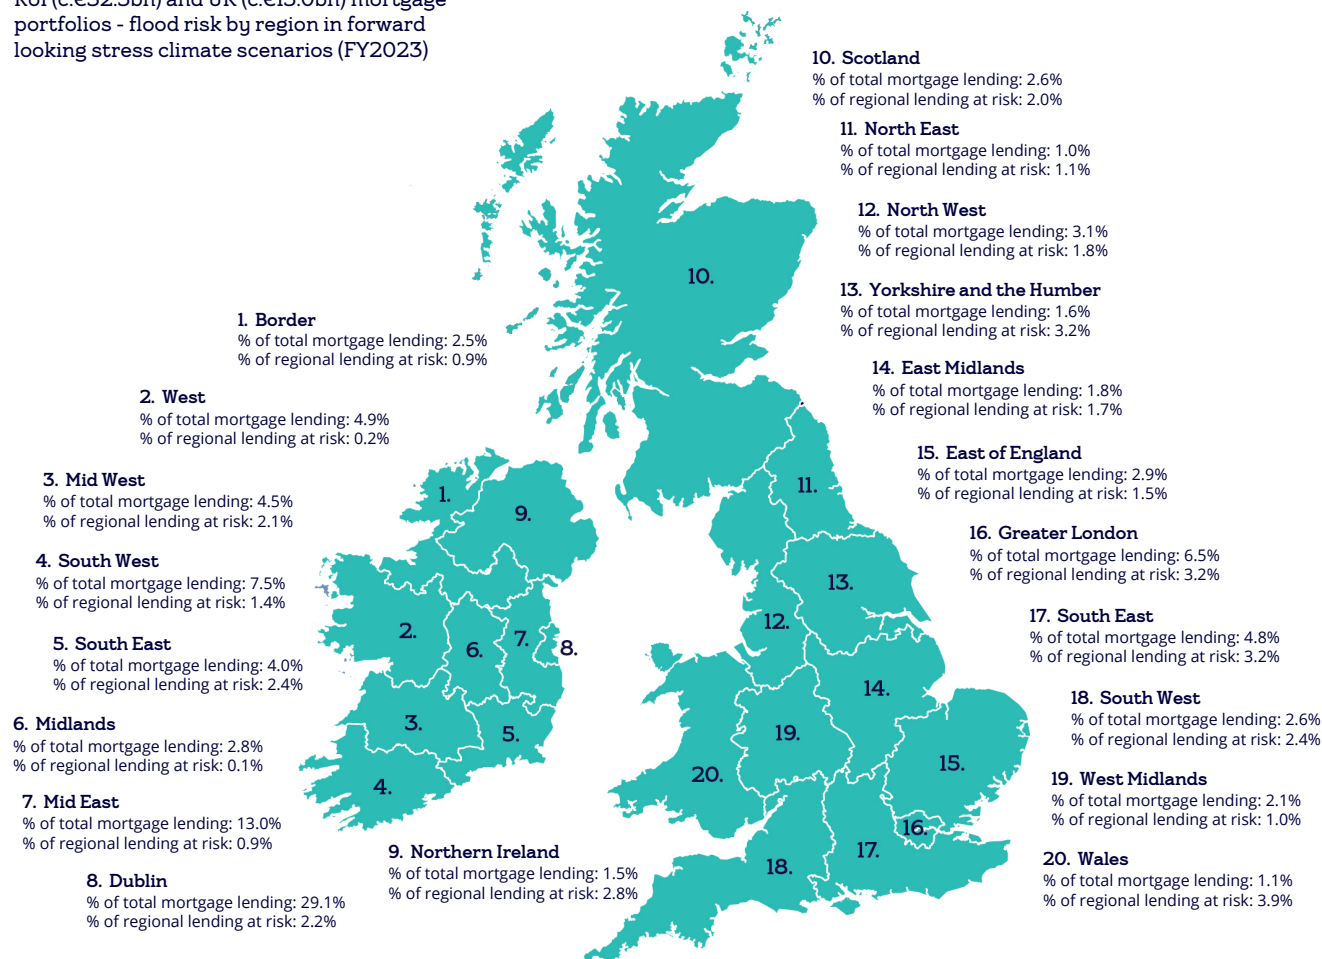 RoI (c.€32.3bn) and UK (c.€15.0bn) mortgage
portfolios - flood risk by region in forward
looking stress climate scenarios (FY2023)
10. Scotland
% of total mortgage lending: 2.6%
% of regional lending at risk: 2.0%
11. North East
% of total mortgage lending: 1.0%
% of regional lending at risk: 1.1%
12. North West
% of total mortgage lending: 3.1%
% of regional lending at risk: 1.8%
13. Yorkshire and the Humber
% of total mortgage lending: 1.6%
% of regional lending at risk: 3.2%
14. East Midlands
% of total mortgage lending: 1.8%
% of regional lending at risk: 1.7%
15. East of England
% of total mortgage lending: 2.9%
% of regional lending at risk: 1.5%
16. Greater London
% of total mortgage lending: 6.5%
% of regional lending at risk: 3.2%
17. South East
% of total mortgage lending: 4.8%
% of regional lending at risk: 3.2%
18. South West
% of total mortgage lending: 2.6%
% of regional lending at risk: 2.4%
19. West Midlands
% of total mortgage lending: 2.1%
% of regional lending at risk: 1.0%
20. Wales
% of total mortgage lending: 1.1%
% of regional lending at risk: 3.9%
1. Border
% of total mortgage lending: 2.5%
% of regional lending at risk: 0.9%
2. West
% of total mortgage lending: 4.9%
% of regional lending at risk: 0.2%
3. Mid West
% of total mortgage lending: 4.5%
% of regional lending at risk: 2.1%
4. South West
% of total mortgage lending: 7.5%
% of regional lending at risk: 1.4%
5. South East
% of total mortgage lending: 4.0%
% of regional lending at risk: 2.4%
6. Midlands
% of total mortgage lending: 2.8%
% of regional lending at risk: 0.1%
7. Mid East
% of total mortgage lending: 13.0%
% of regional lending at risk: 0.9%
8. Dublin
% of total mortgage lending: 29.1%
% of regional lending at risk: 2.2%
9. Northern Ireland
% of total mortgage lending: 1.5%
% of regional lending at risk: 2.8%
10.
1.
9.
11.
13.
12.
2.
6.
7.
8.
14.
3.
5.
19.
15.
4.
20.
16.
17.
18.